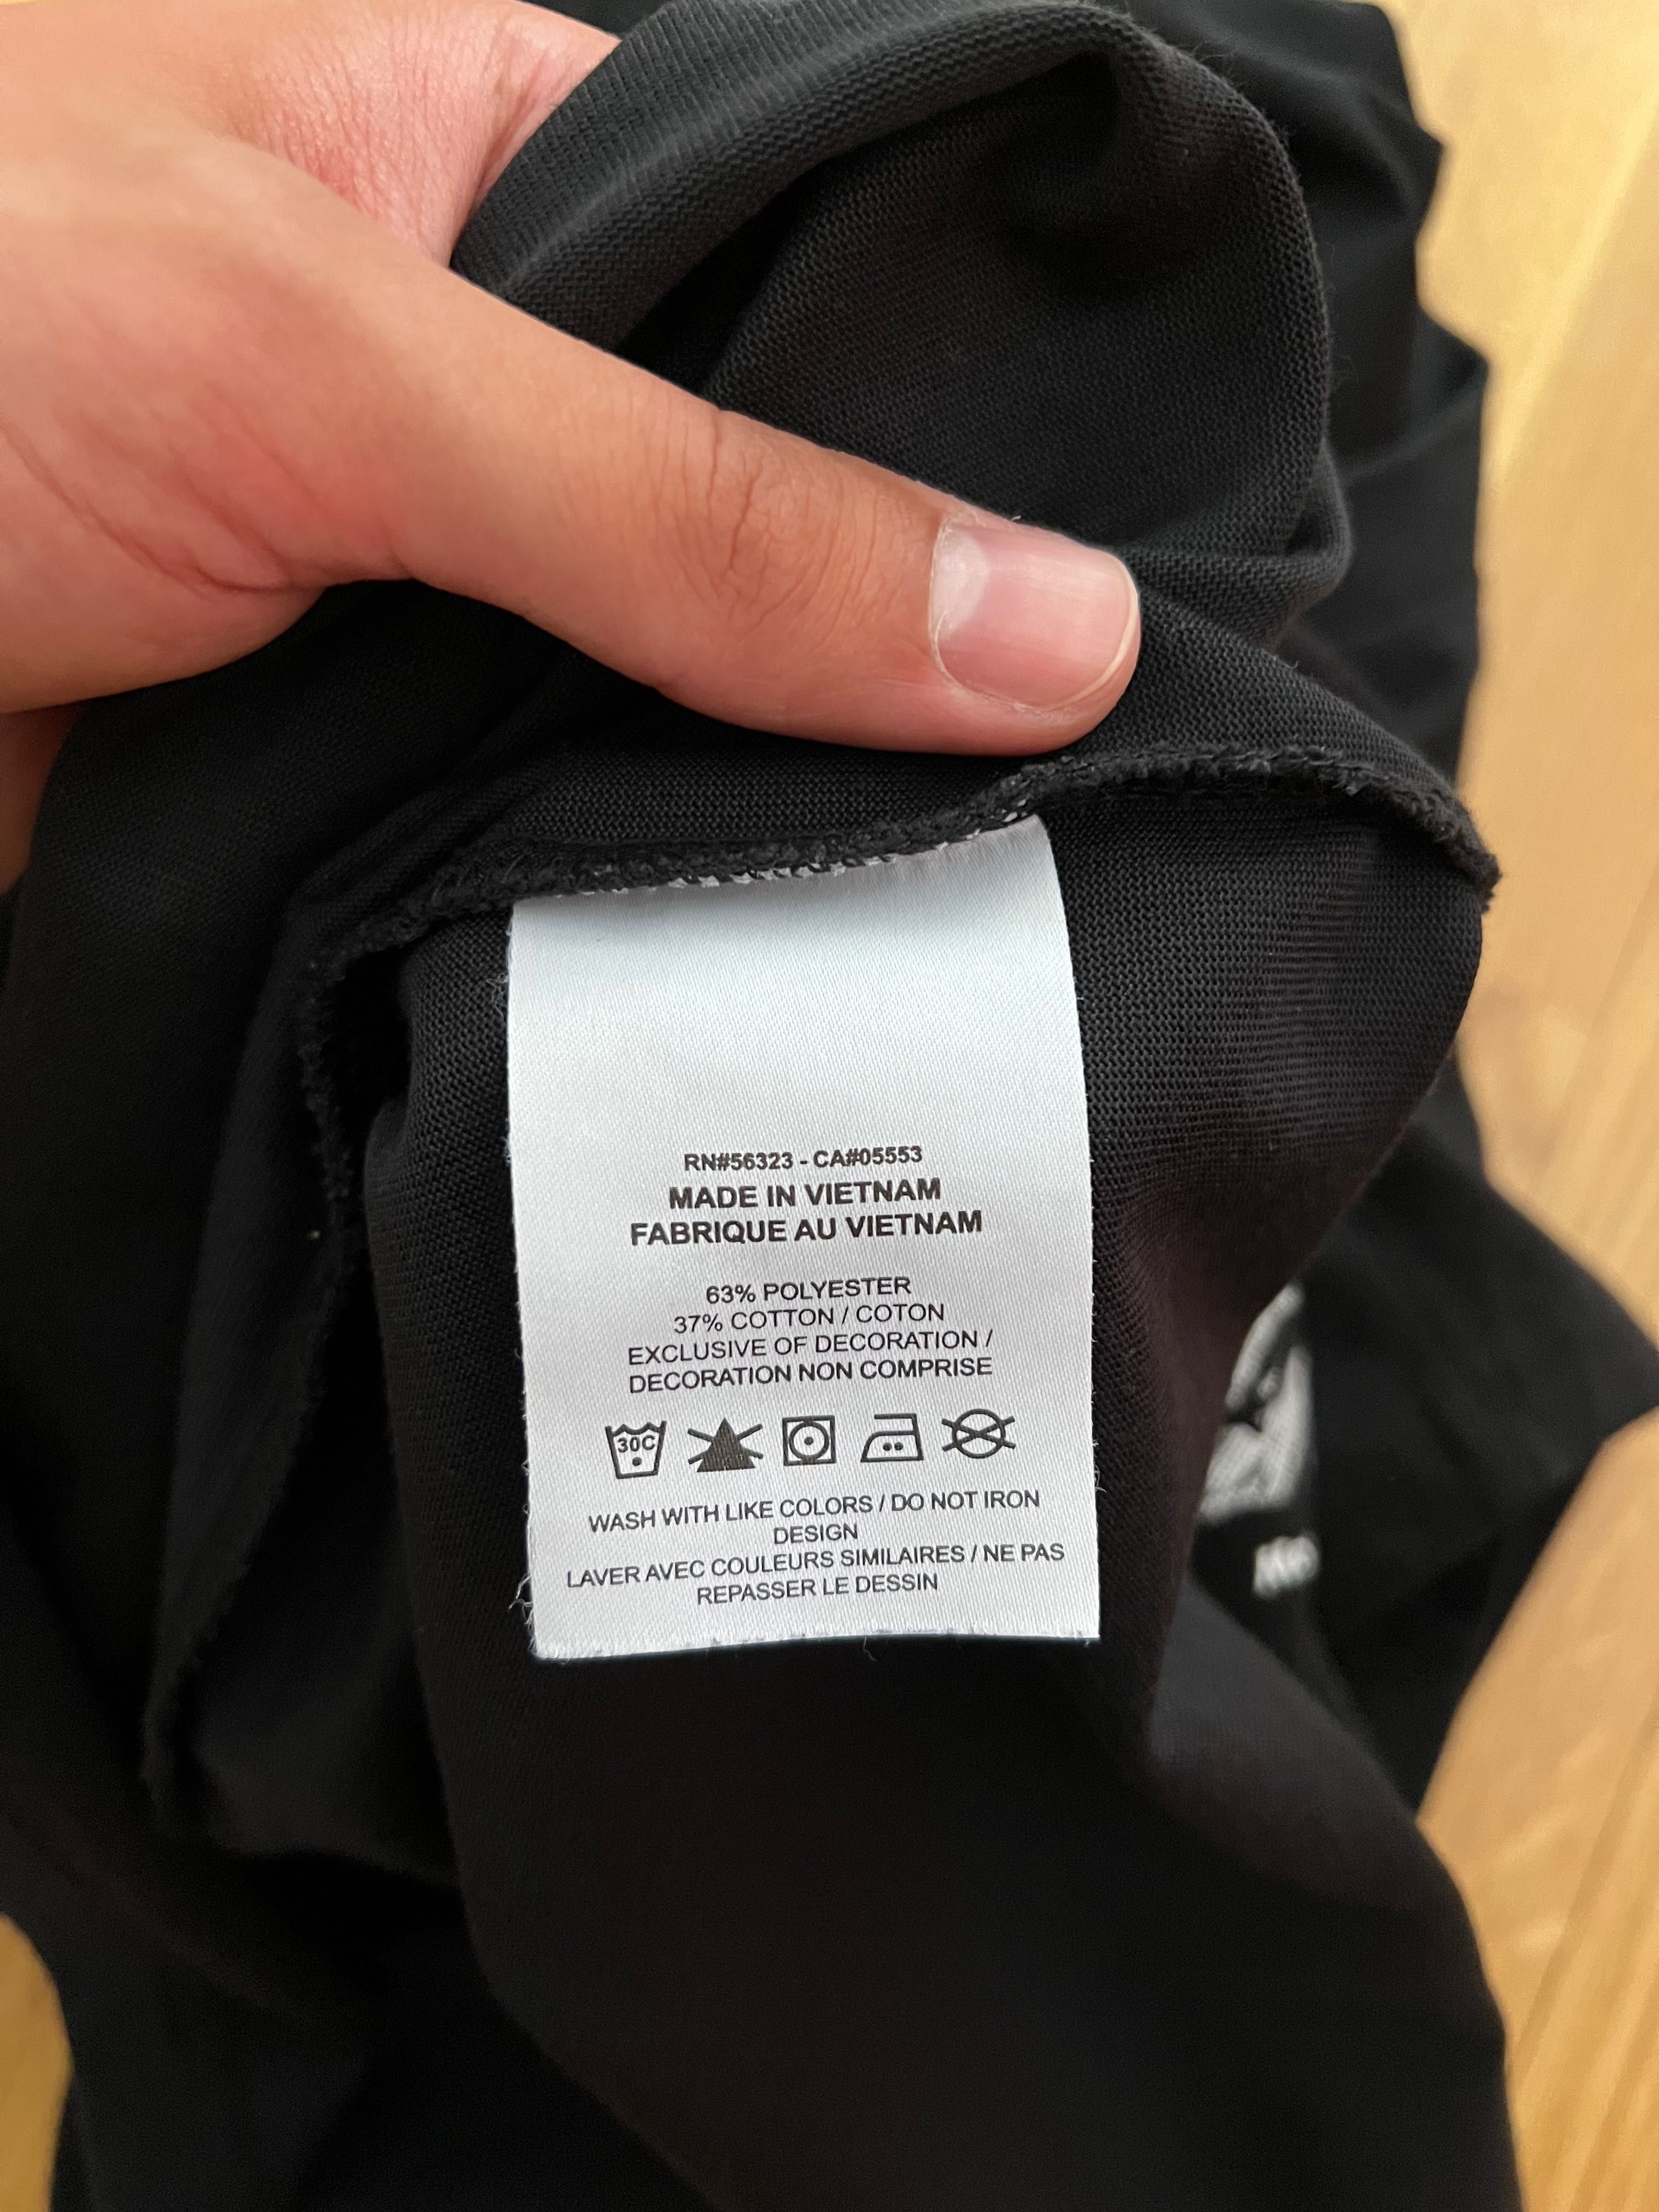 RN#56323 - CA#05553
MADE IN VIETNAM
FABRIQUE AU VIETNAM
63% POLYESTER
37% COTTON / COTON
EXCLUSIVE OF DECORATION /
DECORATION NON COMPRISE
30C
WASH WITH LIKE COLORS / DO NOT IRON
DESIGN
LAVER AVEC COULEURS SIMILAIRES / NE PAS
REPASSER LE DESSIN